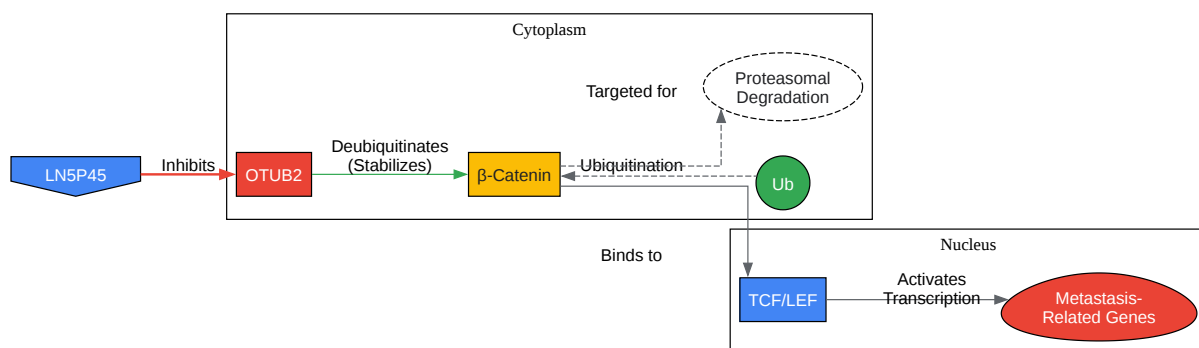 Cytoplasm
Proteasomal
Degradation
Targeted for
Deubiquitinates
(Stabilizes)
Inhibits
LN5P45
OTUB2
β-Catenin
Ubiquitination
Ub
Nucleus
Binds to
TCF/LEF
Activates
Transcription
Metastasis-
Related Genes